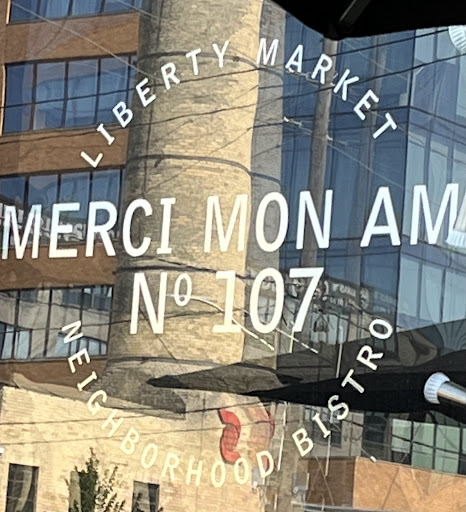 LIBERTY MARKET
MERCI MON AM
Nº 107
NEIGHBORHOOD/BISTRO